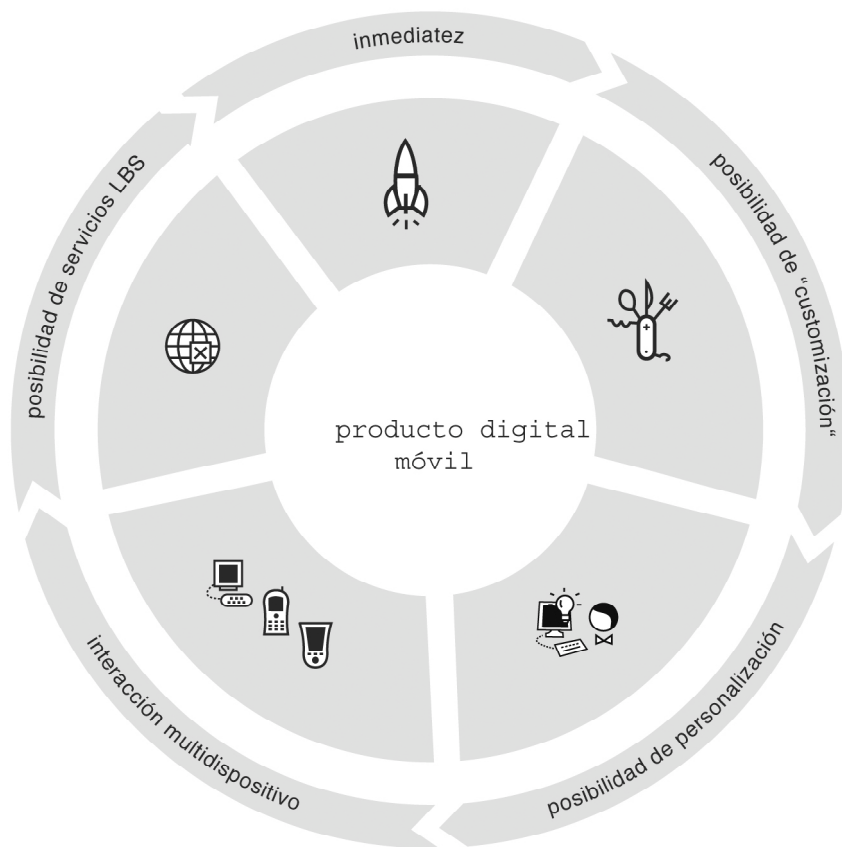 inmediatez
posibilidad de “customización“
posibilidad de personalización
interacción multidispositivo
posibilidad de servicios LBS
producto digital
móvil